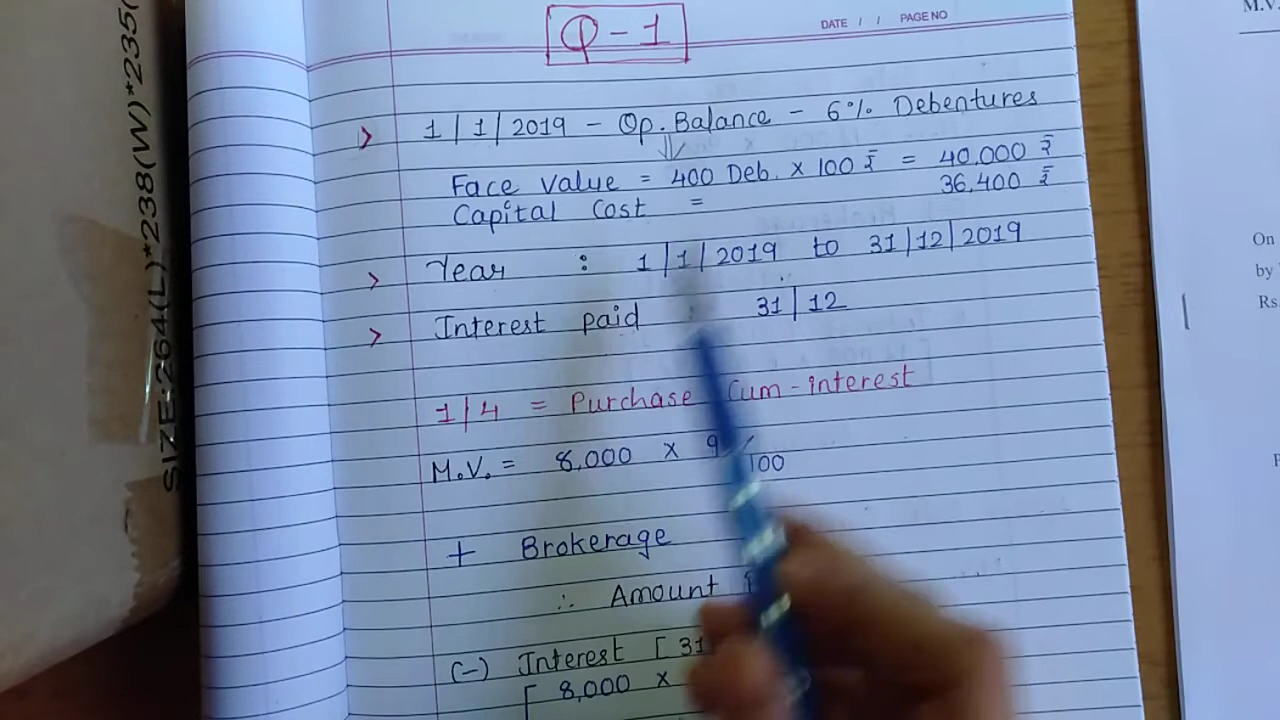 SIZE:264(L)*238(W)*235(
DATE / / PAGE NO
Q - 1
1/1/2019 - Op. Balance - 6% Debentures
Face value = 400 Deb. x 100 ₹ = 40,000 ₹
Capital Cost = 36,400 ₹
Year : 1/1/2019 to 31/12/2019
Interest paid : 31/12
1/4 = Purchase Cum-interest
M.V. = 8,000 x 9 /100
+ Brokerage
∴ Amount
(-) Interest [ 31
[ 8,000 x
M.V.
On
by
Rs